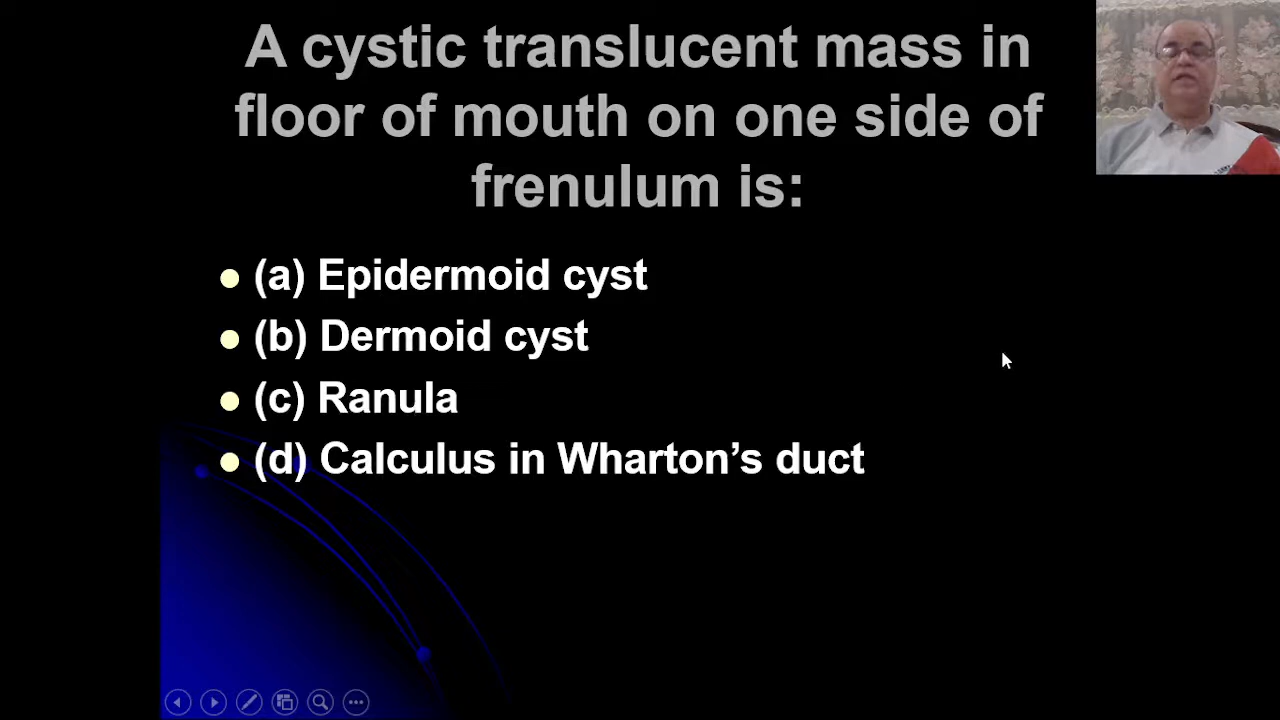 A cystic translucent mass in
floor of mouth on one side of
frenulum is:
(a) Epidermoid cyst
(b) Dermoid cyst
(c) Ranula
(d) Calculus in Wharton’s duct